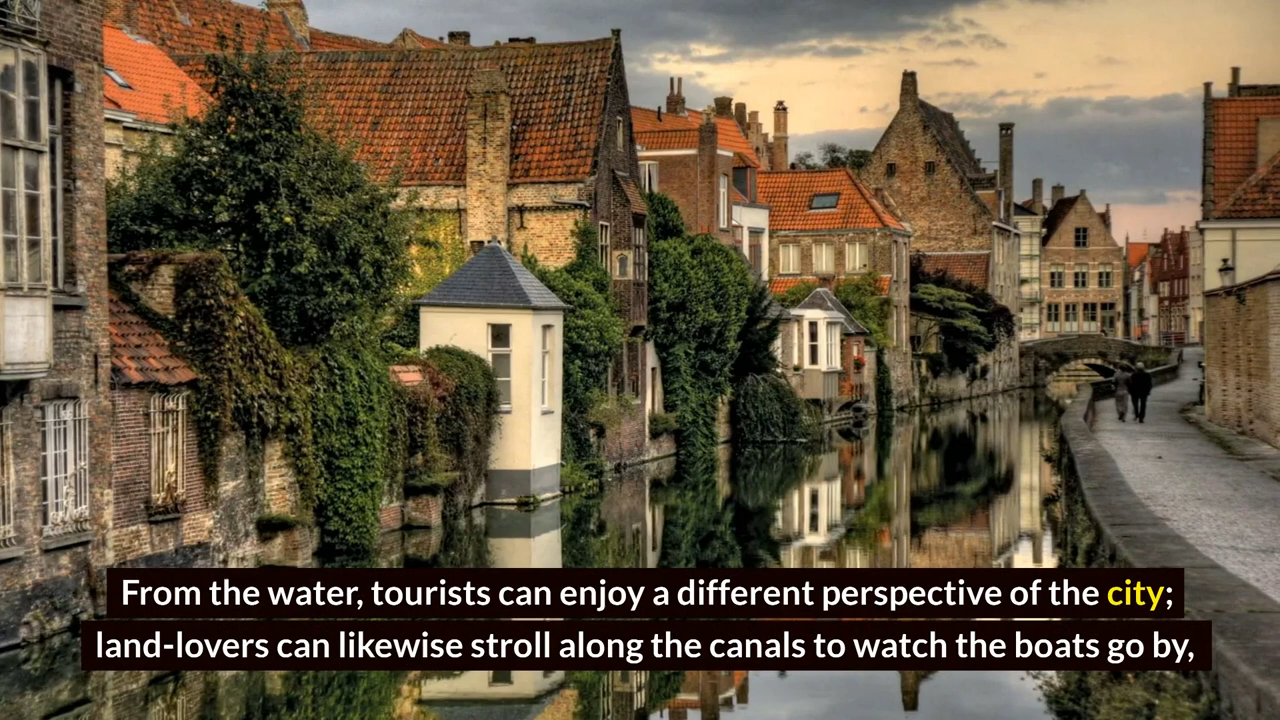 From the water, tourists can enjoy a different perspective of the city;
land-lovers can likewise stroll along the canals to watch the boats go by,